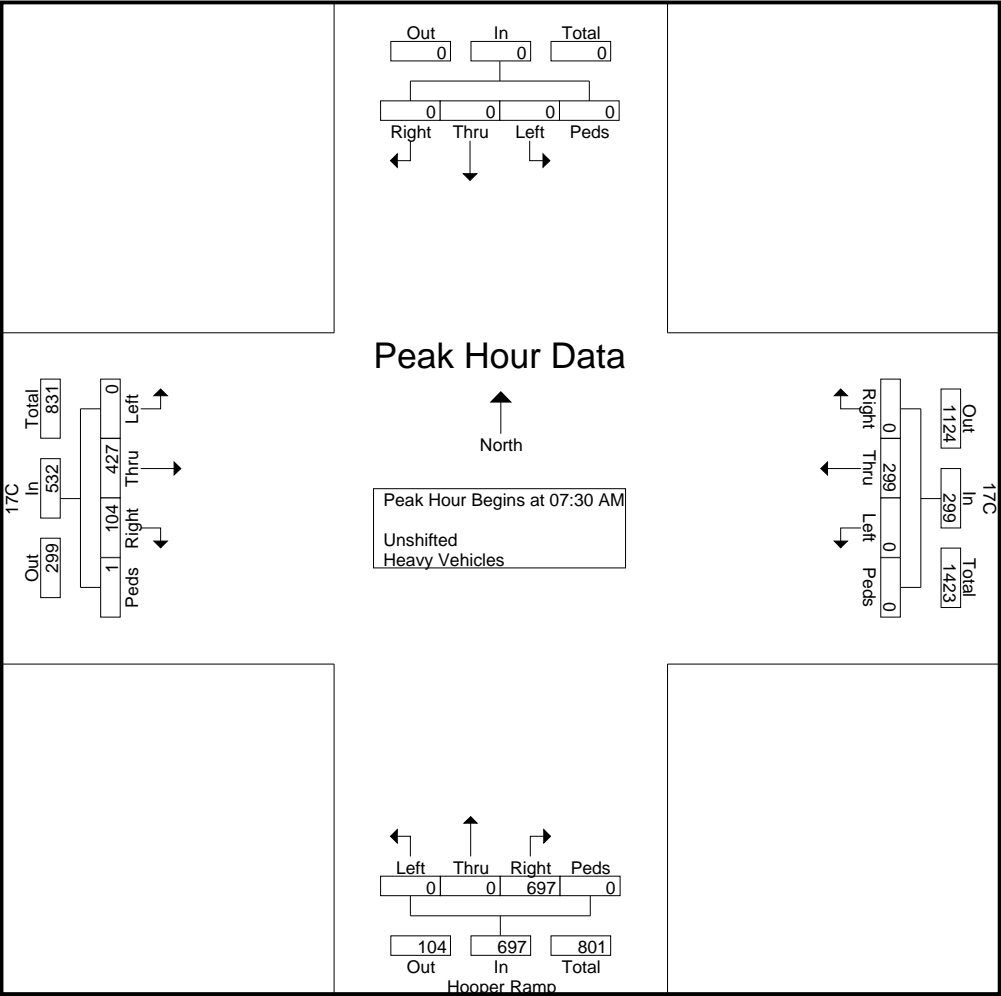 Out In Total
0 0 0
0 0 0 0
Right Thru Left Peds
Peak Hour Data
North
Peak Hour Begins at 07:30 AM
Unshifted
Heavy Vehicles
17C
Total In Out
831 532 299
0 427 104 1
Left Thru Right Peds
Right Thru Left Peds
0 299 0 0
Out In Total
1124 299 1423
17C
Left Thru Right Peds
0 0 697 0
104 697 801
Out In Total
Hooper Ramp